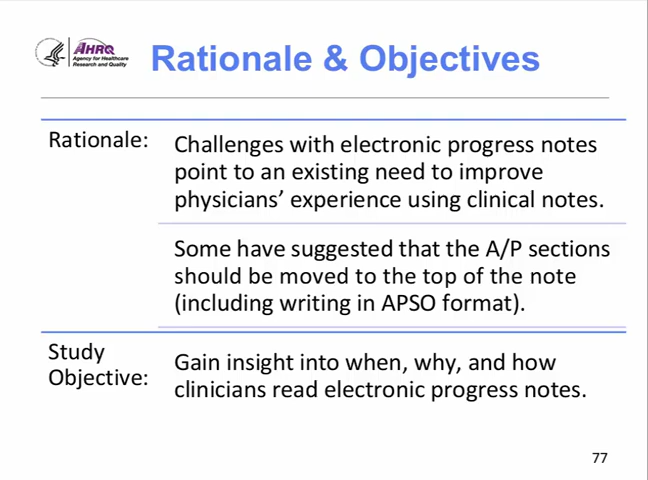 AHRQ
Agency for Healthcare
Research and Quality
Rationale & Objectives
Rationale:
Challenges with electronic progress notes
point to an existing need to improve
physicians’ experience using clinical notes.
Some have suggested that the A/P sections
should be moved to the top of the note
(including writing in APSO format).
Study
Objective:
Gain insight into when, why, and how
clinicians read electronic progress notes.
77